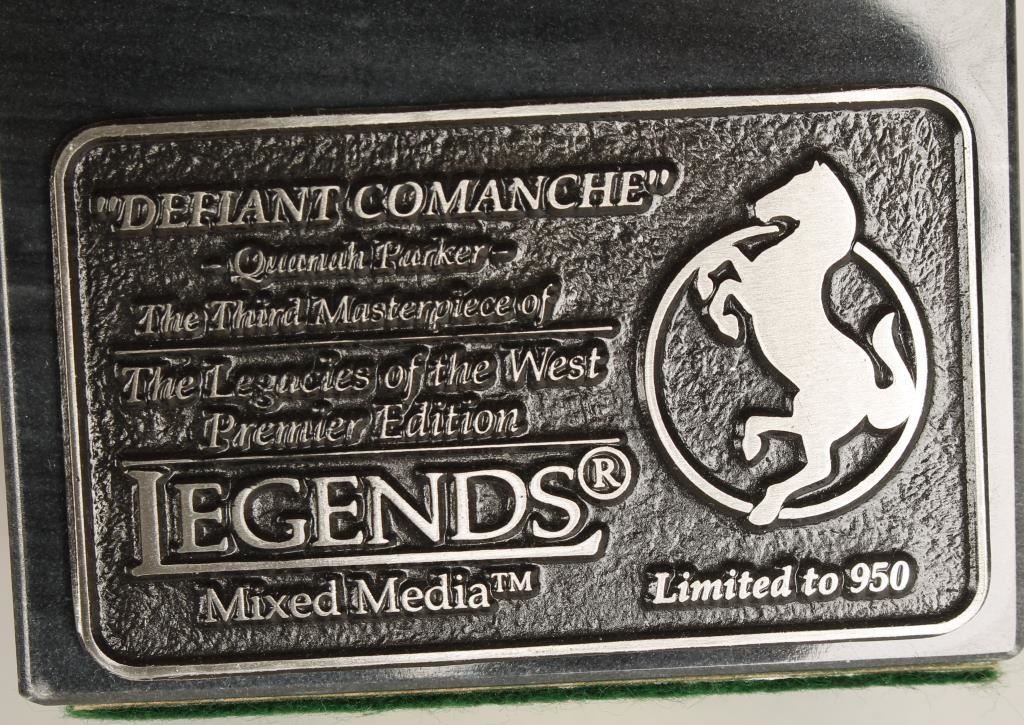 "DEFIANT COMANCHE"
- Quanah Parker -
The Third Masterpiece of
The Legacies of the West
Premier Edition
LEGENDS®
Mixed Media™
Limited to 950